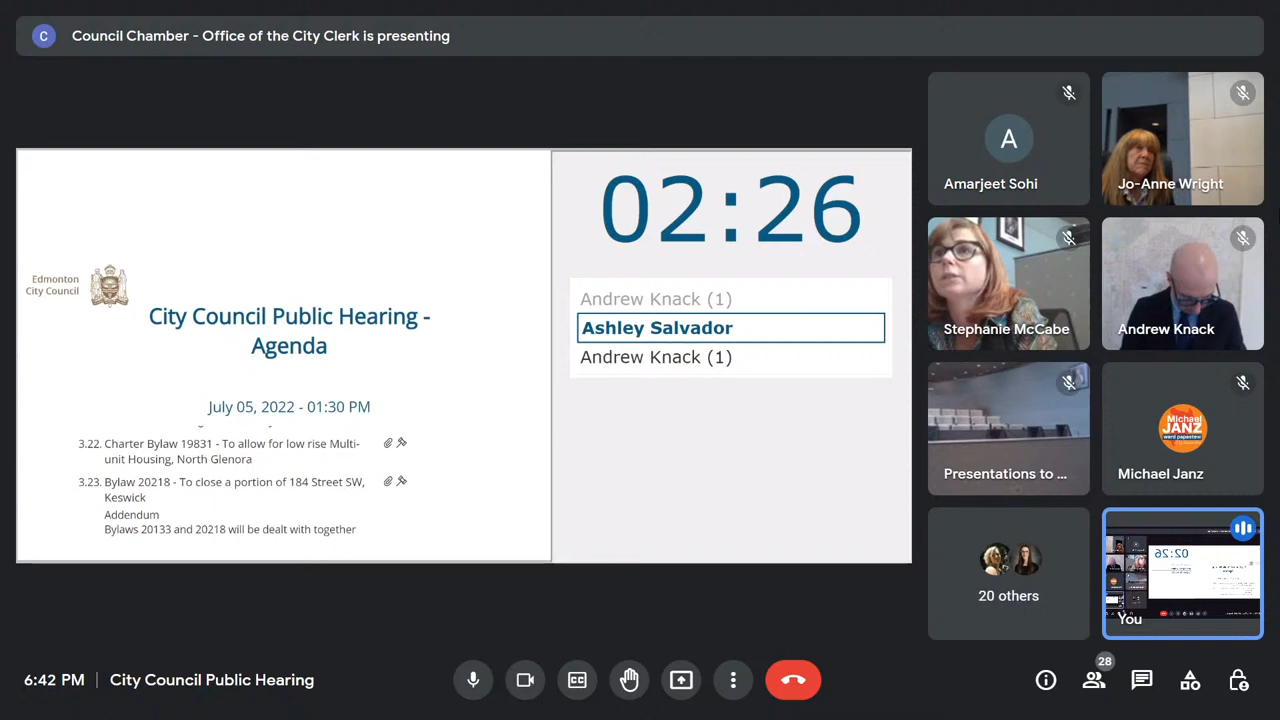 C
Council Chamber - Office of the City Clerk is presenting
Edmonton
City Council
City Council Public Hearing -
Agenda
July 05, 2022 - 01:30 PM
3.22. Charter Bylaw 19831 - To allow for low rise Multi-
unit Housing, North Glenora
3.23. Bylaw 20218 - To close a portion of 184 Street SW,
Keswick
Addendum
Bylaws 20133 and 20218 will be dealt with together
02:26
Andrew Knack (1)
Ashley Salvador
Andrew Knack (1)
A
Amarjeet Sohi
Jo-Anne Wright
Stephanie McCabe
Andrew Knack
Presentations to ...
Michael
JANZ
ward papastew
Michael Janz
20 others
02:26
You
6:42 PM
City Council Public Hearing
CC
28